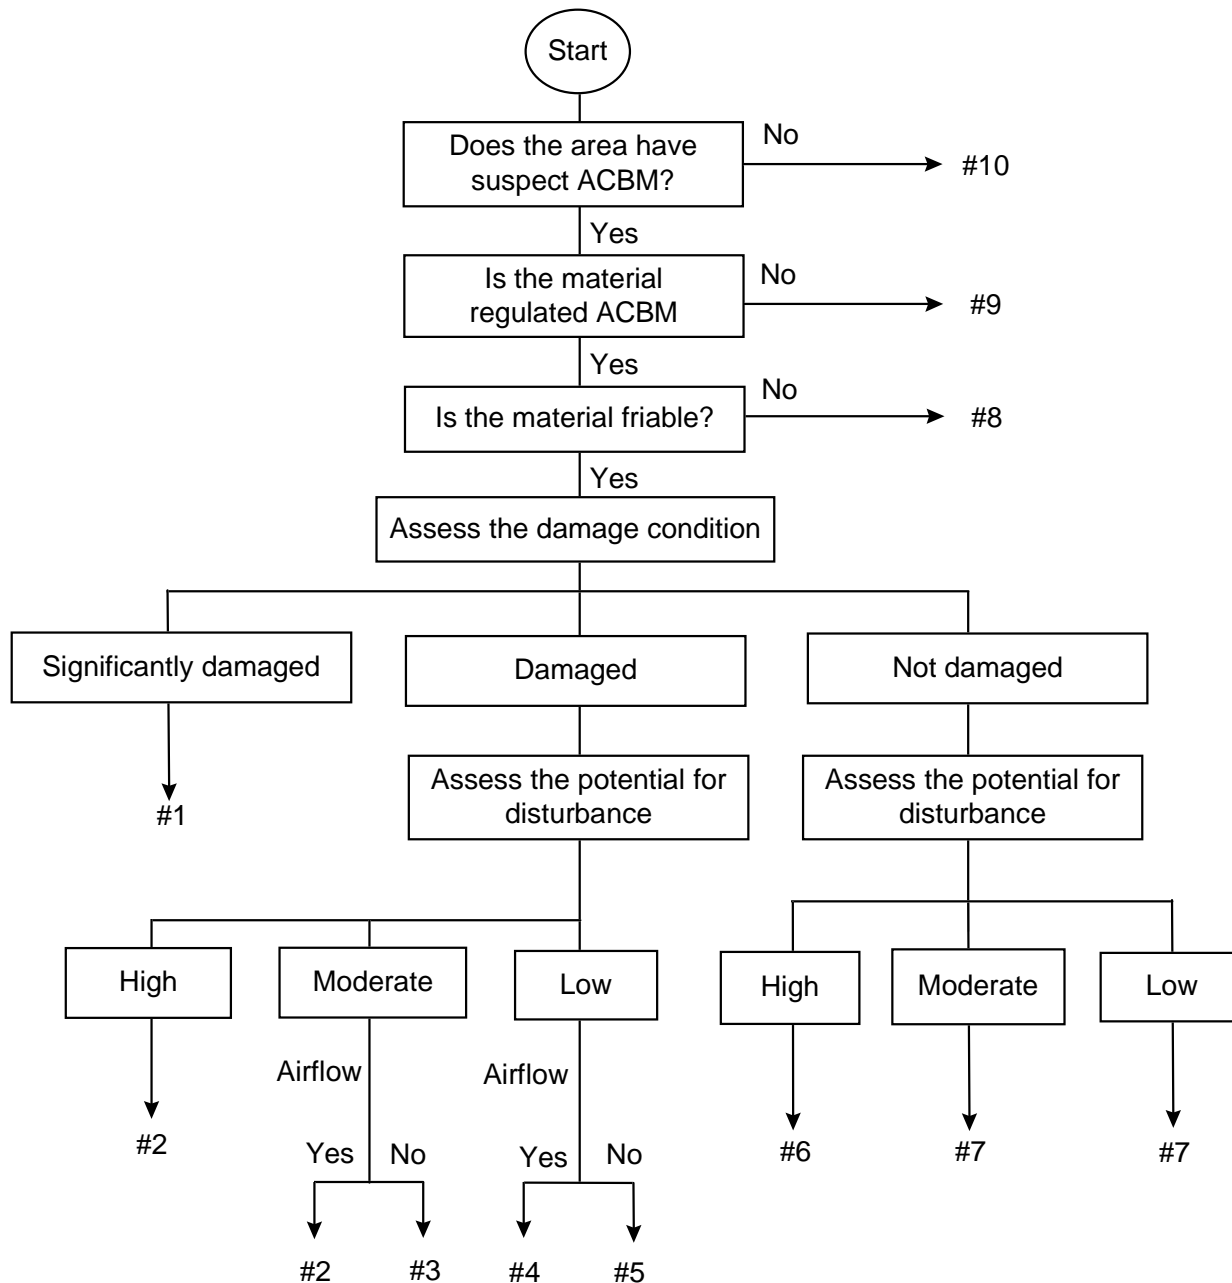 Start
Does the area have
suspect ACBM?
No
#10
Yes
Is the material
regulated ACBM
No
#9
Yes
Is the material friable?
No
#8
Yes
Assess the damage condition
Significantly damaged
Damaged
Not damaged
#1
Assess the potential for
disturbance
Assess the potential for
disturbance
High
Moderate
Low
High
Moderate
Low
Airflow
Airflow
#2
Yes
No
Yes
No
#6
#7
#7
#2
#3
#4
#5